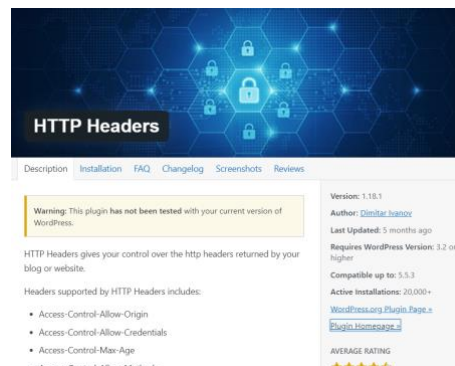 HTTP Headers
Description Installation FAQ Changelog Screenshots Reviews
Warning: This plugin has not been tested with your current version of
WordPress.
HTTP Headers gives your control over the http headers returned by your
blog or website.
Headers supported by HTTP Headers includes:
• Access-Control-Allow-Origin
• Access-Control-Allow-Credentials
• Access-Control-Max-Age
Version: 1.18.1
Author: Dimitar Ivanov
Last Updated: 5 months ago
Requires WordPress Version: 3.2 or
higher
Compatible up to: 5.5.3
Active Installations: 20,000+
WordPress.org Plugin Page »
Plugin Homepage »
AVERAGE RATING